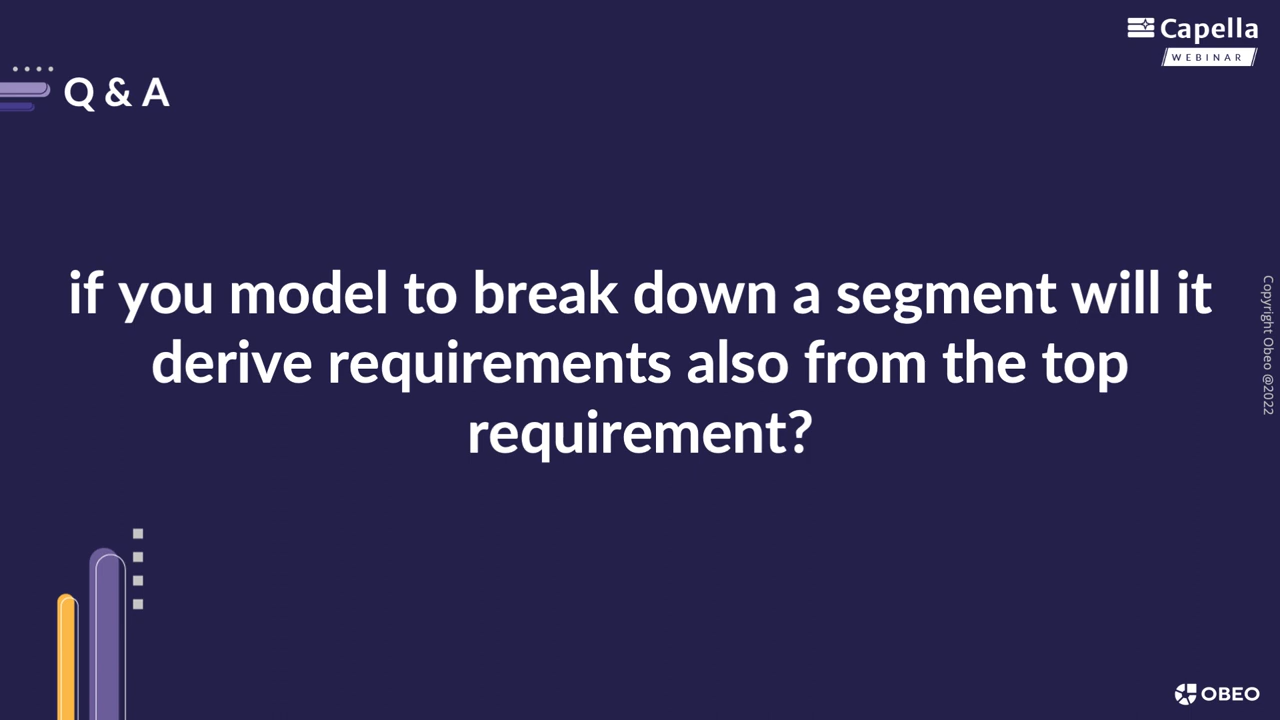 Capella
WEBINAR
Q & A
if you model to break down a segment will it
derive requirements also from the top
requirement?
Copyright Obeo @2022
OBEO